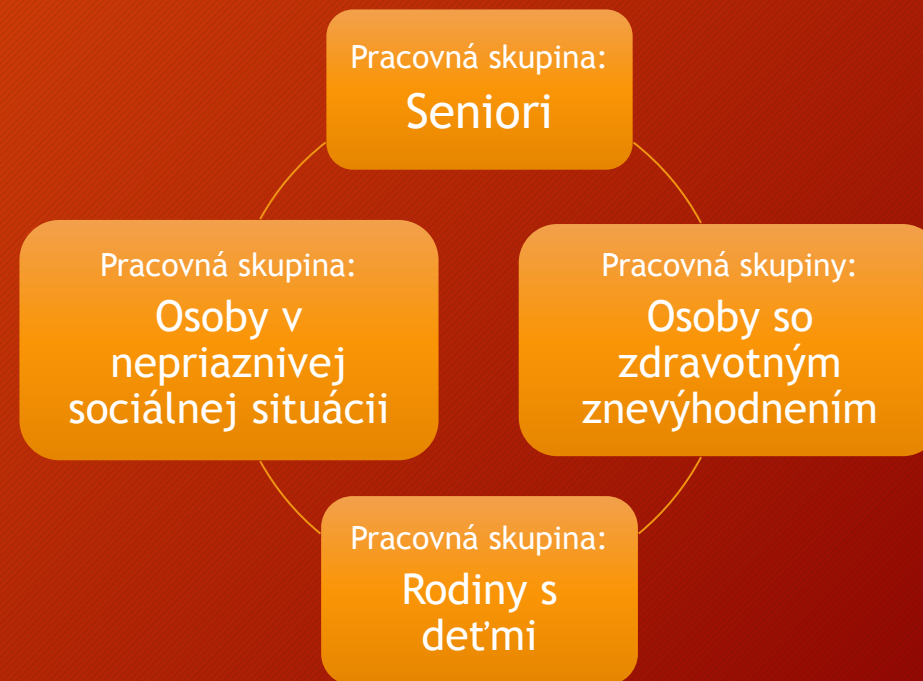 Pracovná skupina:
Seniori
Pracovná skupina:
Osoby v
nepriaznivej
sociálnej situácii
Pracovná skupiny:
Osoby so
zdravotným
znevýhodnením
Pracovná skupina:
Rodiny s
deťmi